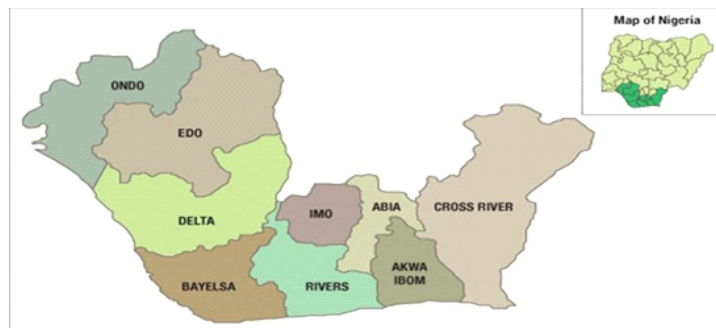 Map of Nigeria
ONDO
EDO
DELTA
IMO
ABIA
CROSS RIVER
BAYELSA
RIVERS
AKWA
IBOM